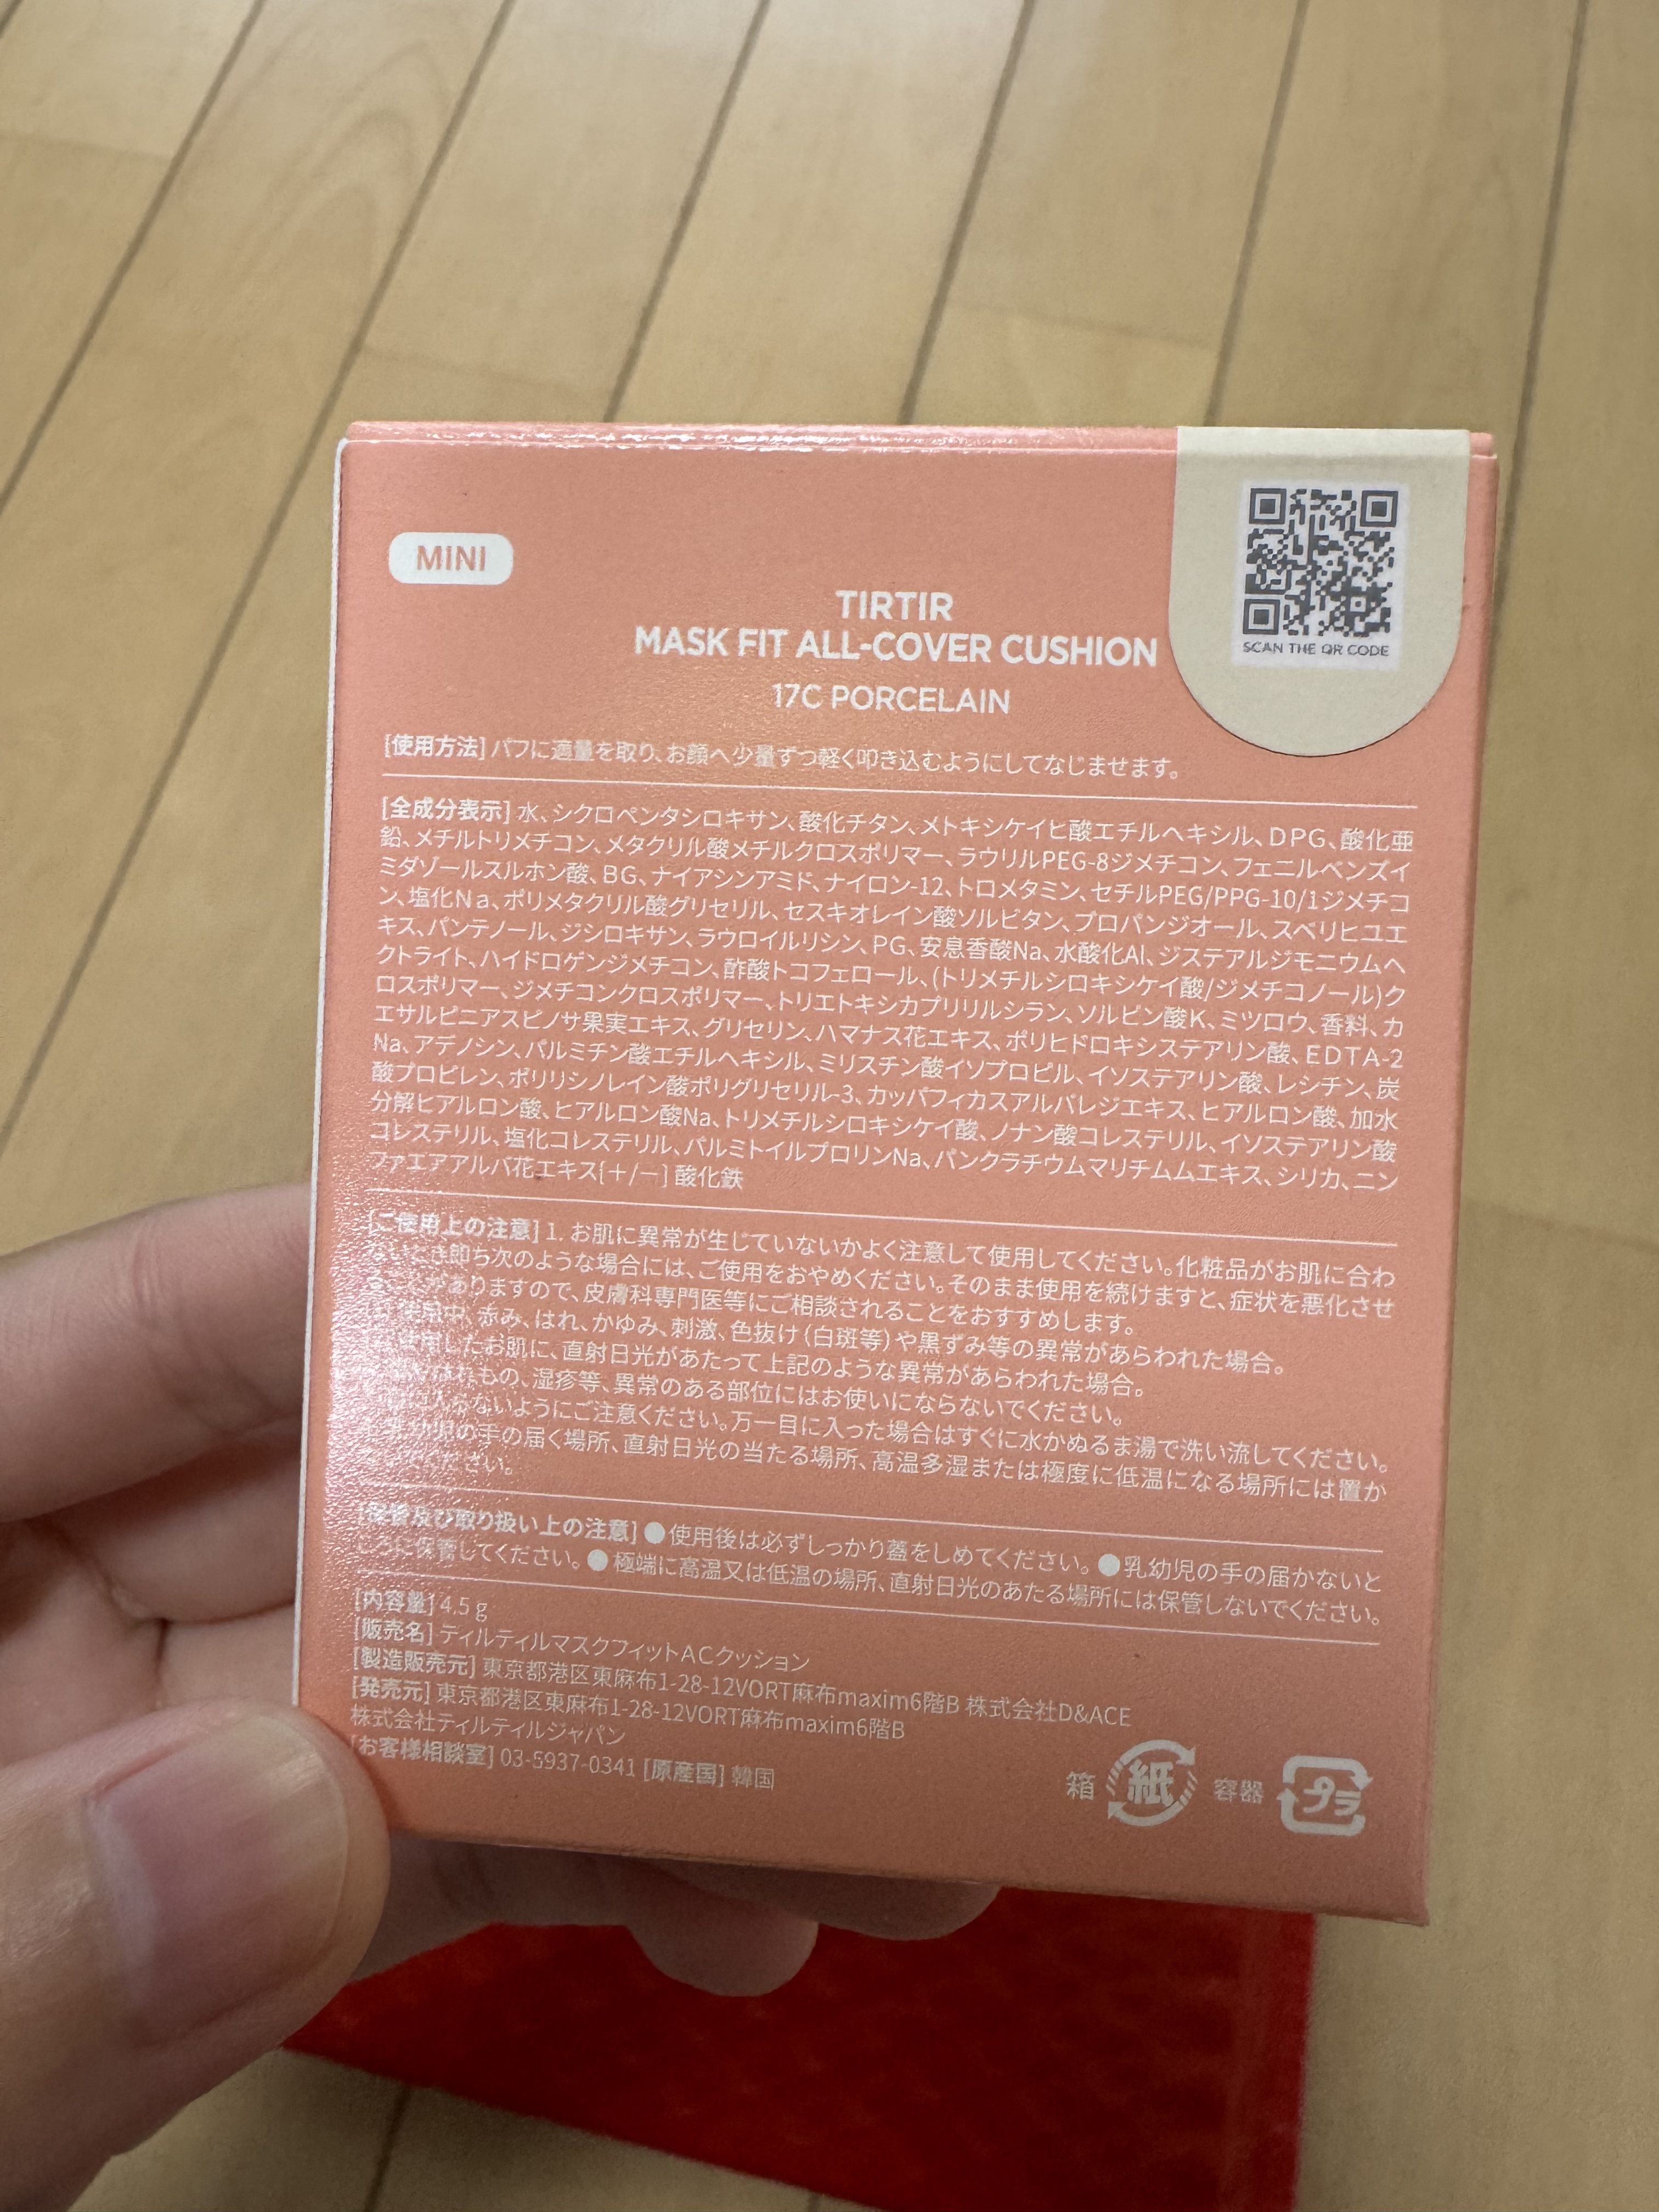 MINI
SCAN THE QR CODE
TIRTIR
MASK FIT ALL-COVER CUSHION
17C PORCELAIN
[使用方法] パフに適量を取り、お顔へ少量ずつ軽く叩き込むようにしてなじませます。
[全成分表示] 水、シクロペンタシロキサン、酸化チタン、メトキシケイヒ酸エチルヘキシル、DPG、酸化亜
鉛、メチルトリメチコン、メタクリル酸メチルクロスポリマー、ラウリルPEG-8ジメチコン、フェニルベンズイ
ミダゾールスルホン酸、BG、ナイアシンアミド、ナイロン-12、トロメタミン、セチルPEG/PPG-10/1ジメチコ
ン、塩化Na、ポリメタクリル酸グリセリル、セスキオレイン酸ソルビタン、プロパンジオール、スベリヒユエ
キス、パンテノール、ジシロキサン、ラウロイルリシン、PG、安息香酸Na、水酸化Al、ジステアルジモニウムヘ
クトライト、ハイドロゲンジメチコン、酢酸トコフェロール、(トリメチルシロキシケイ酸/ジメチコノール)ク
ロスポリマー、ジメチコンクロスポリマー、トリエトキシカプリリルシラン、ソルビン酸K、ミツロウ、香料、カ
エサルピニアスピノサ果実エキス、グリセリン、ハマナス花エキス、ポリヒドロキシステアリン酸、EDTA-2
Na、アデノシン、パルミチン酸エチルヘキシル、ミリスチン酸イソプロピル、イソステアリン酸、レシチン、炭
酸プロピレン、ポリリシノレイン酸ポリグリセリル-3、カッパフィカスアルバレジエキス、ヒアルロン酸、加水
分解ヒアルロン酸、ヒアルロン酸Na、トリメチルシロキシケイ酸、ノナン酸コレステリル、イソステアリン酸
コレステリル、塩化コレステリル、パルミトイルプロリンNa、パンクラチウムマリチムムエキス、シリカ、ニン
ファエアアルバ花エキス[+/ー] 酸化鉄
[ご使用上の注意] 1. お肌に異常が生じていないかよく注意して使用してください。化粧品がお肌に合わ
ないとき即ち次のような場合には、ご使用をおやめください。そのまま使用を続けますと、症状を悪化させ
ることがありますので、皮膚科専門医等にご相談されることをおすすめします。
使用中、赤み、はれ、かゆみ、刺激、色抜け(白斑等)や黒ずみ等の異常があらわれた場合。
使用したお肌に、直射日光があたって上記のような異常があらわれた場合。
はれもの、湿疹等、異常のある部位にはお使いにならないでください。
ないようにご注意ください。万一目に入った場合はすぐに水かぬるま湯で洗い流してください。
乳幼児の手の届く場所、直射日光の当たる場所、高温多湿または極度に低温になる場所には置か
ください。
[保管及び取り扱い上の注意] ●使用後は必ずしっかり蓋をしめてください。●乳幼児の手の届かないと
ころに保管してください。●極端に高温又は低温の場所、直射日光のあたる場所には保管しないでください。
[内容量] 4.5 g
[販売名] ティルティルマスクフィットACクッション
[製造販売元] 東京都港区東麻布1-28-12VORT麻布maxim6階B 株式会社D&ACE
[発売元] 東京都港区東麻布1-28-12VORT麻布maxim6階B
株式会社ティルティルジャパン
[お客様相談室] 03-5937-0341 [原産国] 韓国
箱 紙 容器 プラ